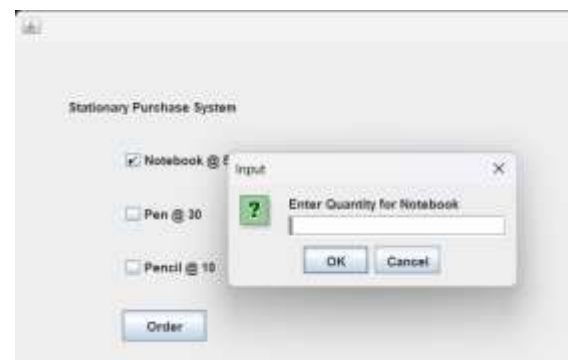 Stationary Purchase System
Notebook @
Input
Enter Quantity for Notebook
Pen @ 30
OK Cancel
Pencil @ 10
Order